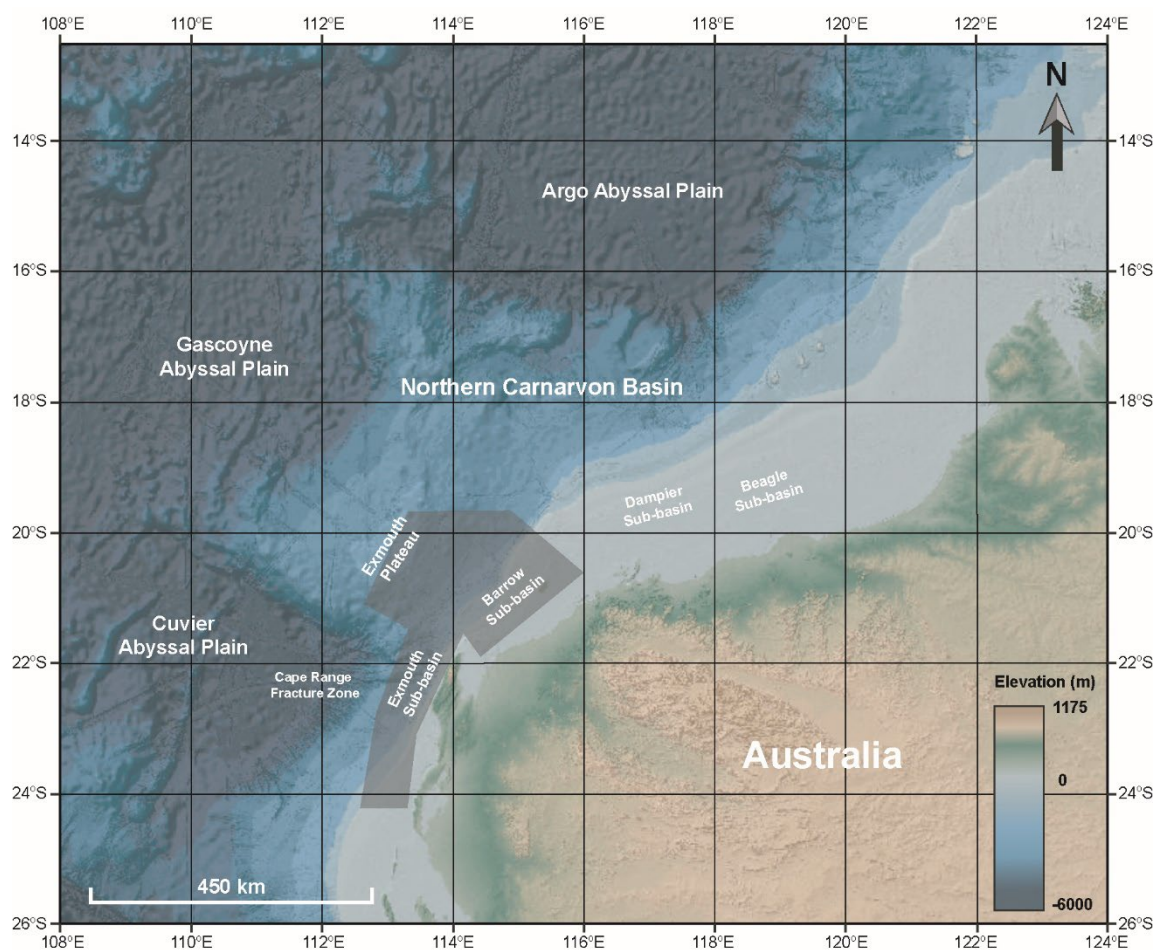 108°E 110°E 112°E 114°E 116°E 118°E 120°E 122°E 124°E
N
14°S 14°S
Argo Abyssal Plain
16°S 16°S
Gascoyne
Abyssal Plain
Northern Carnarvon Basin
18°S 18°S
Dampier
Sub-basin
Beagle
Sub-basin
20°S 20°S
Exmouth
Plateau
Barrow
Sub-basin
Cuvier
Abyssal Plain
22°S 22°S
Cape Range
Fracture Zone
Exmouth
Sub-basin
Elevation (m)
1175
0
-6000
Australia
24°S 24°S
450 km
26°S 26°S
108°E 110°E 112°E 114°E 116°E 118°E 120°E 122°E 124°E